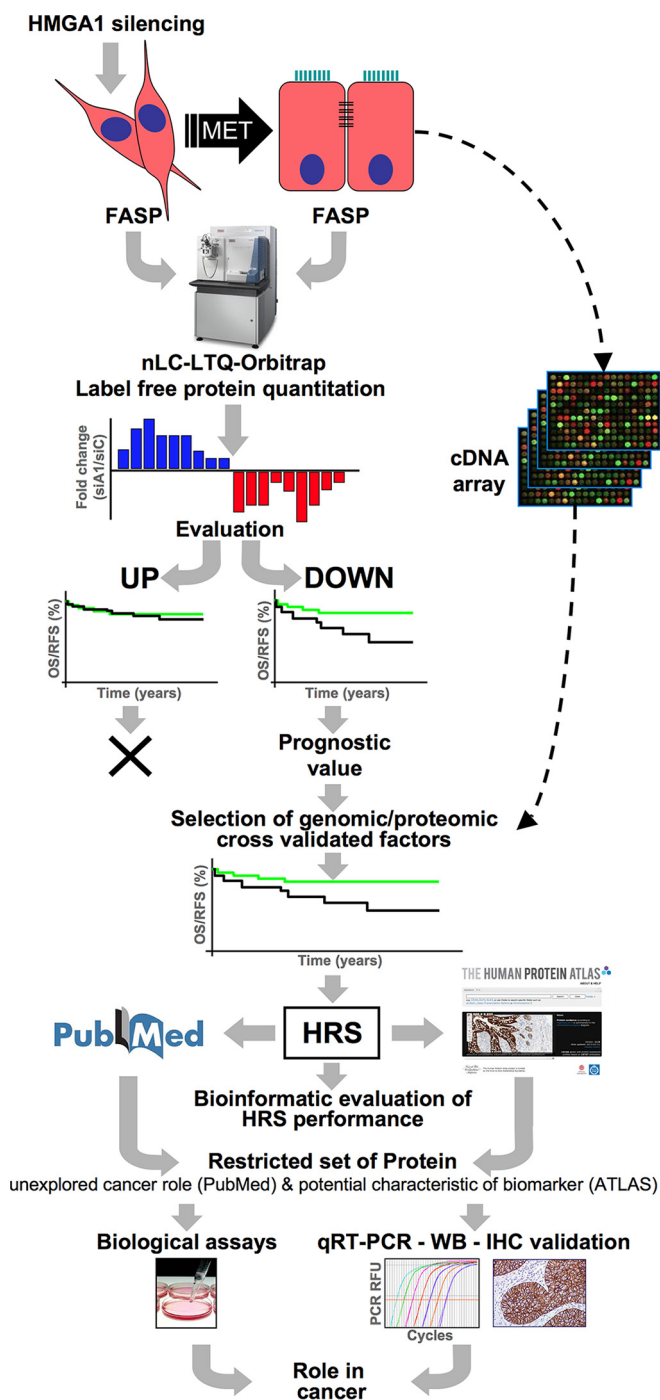 HMGA1 silencing
MET
FASP
FASP
nLC-LTQ-Orbitrap
Label free protein quantitation
Fold change
(siA1/siC)
cDNA
array
Evaluation
UP
DOWN
OS/RFS (%)
Time (years)
OS/RFS (%)
Time (years)
Prognostic
value
Selection of genomic/proteomic
cross validated factors
OS/RFS (%)
Time (years)
THE HUMAN PROTEIN ATLAS
ABOUT & HELP
PubMed
HRS
Bioinformatic evaluation of
HRS performance
Restricted set of Protein
unexplored cancer role (PubMed) & potential characteristic of biomarker (ATLAS)
Biological assays
qRT-PCR - WB - IHC validation
PCR RFU
Cycles
Role in
cancer